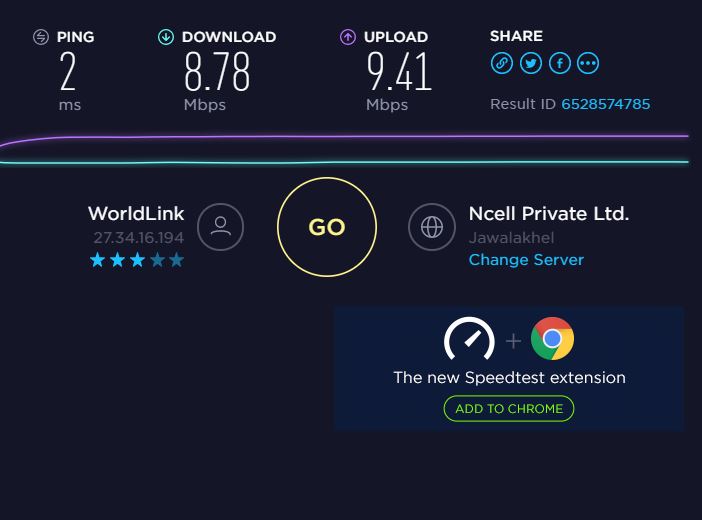 PING
DOWNLOAD
UPLOAD
SHARE
2
8.78
9.41
ms
Mbps
Mbps
Result ID 6528574785
WorldLink
27.34.16.194
GO
Ncell Private Ltd.
Jawalakhel
Change Server
The new Speedtest extension
ADD TO CHROME